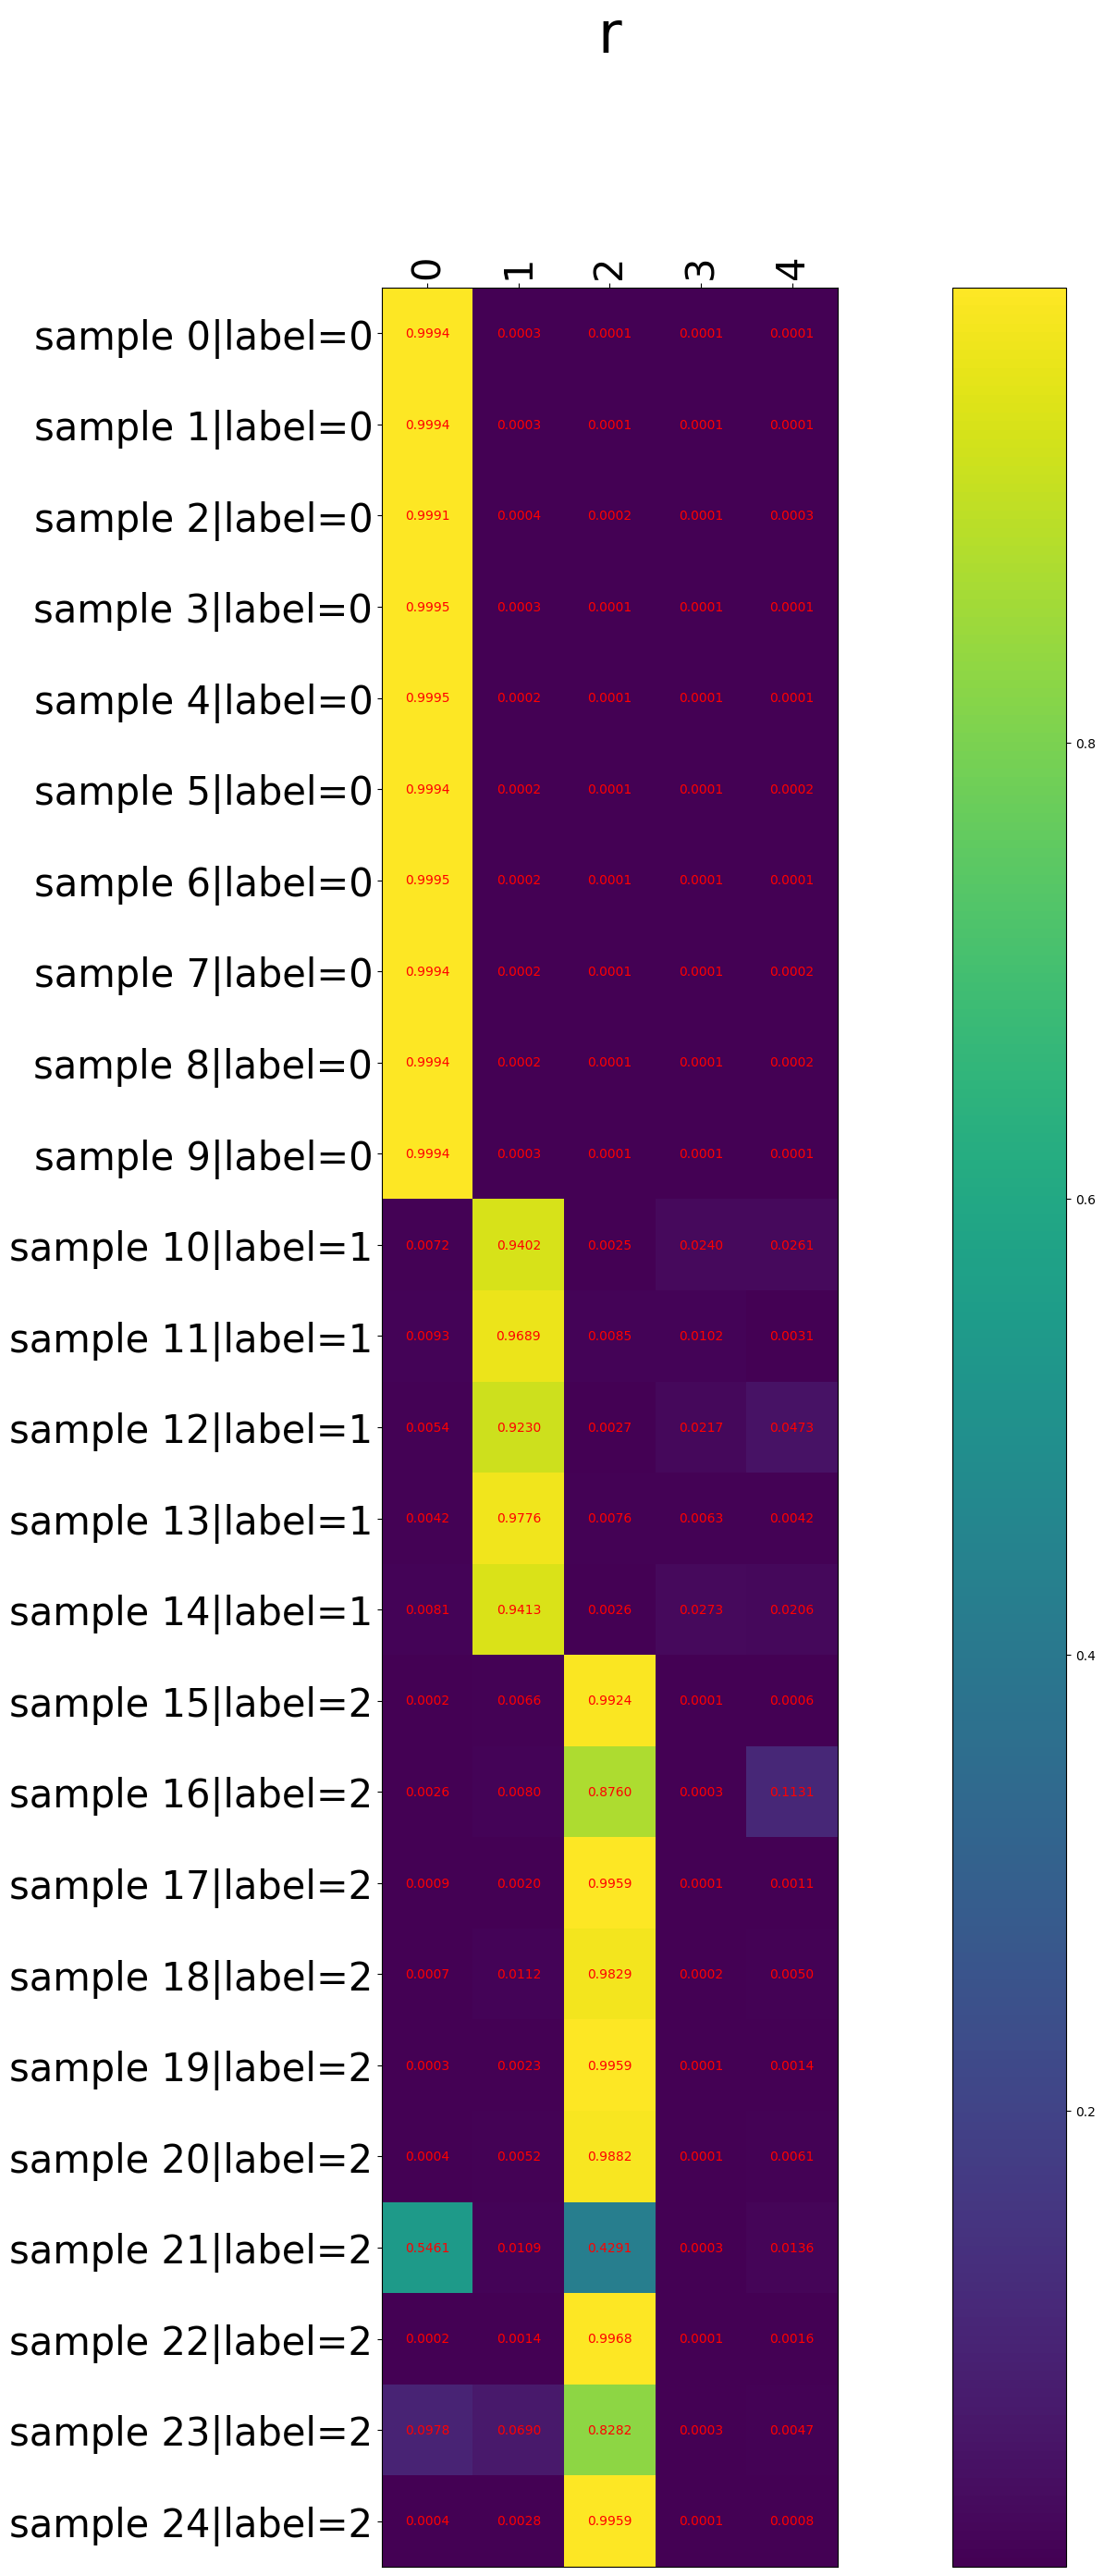 r
0 1 2 3 4
sample 0|label=0 0.9994 0.0003 0.0001 0.0001 0.0001
sample 1|label=0 0.9994 0.0003 0.0001 0.0001 0.0001
sample 2|label=0 0.9991 0.0004 0.0002 0.0001 0.0003
sample 3|label=0 0.9995 0.0003 0.0001 0.0001 0.0001
sample 4|label=0 0.9995 0.0002 0.0001 0.0001 0.0001
0.8
sample 5|label=0 0.9994 0.0002 0.0001 0.0001 0.0002
sample 6|label=0 0.9995 0.0002 0.0001 0.0001 0.0001
sample 7|label=0 0.9994 0.0002 0.0001 0.0001 0.0002
sample 8|label=0 0.9994 0.0002 0.0001 0.0001 0.0002
sample 9|label=0 0.9994 0.0003 0.0001 0.0001 0.0001
0.6
sample 10|label=1 0.0072 0.9402 0.0025 0.0240 0.0261
sample 11|label=1 0.0093 0.9689 0.0085 0.0102 0.0031
sample 12|label=1 0.0054 0.9230 0.0027 0.0217 0.0473
sample 13|label=1 0.0042 0.9776 0.0076 0.0063 0.0042
sample 14|label=1 0.0081 0.9413 0.0026 0.0273 0.0206
0.4
sample 15|label=2 0.0002 0.0066 0.9924 0.0001 0.0006
sample 16|label=2 0.0026 0.0080 0.8760 0.0003 0.1131
sample 17|label=2 0.0009 0.0020 0.9959 0.0001 0.0011
sample 18|label=2 0.0007 0.0112 0.9829 0.0002 0.0050
sample 19|label=2 0.0003 0.0023 0.9959 0.0001 0.0014
0.2
sample 20|label=2 0.0004 0.0052 0.9882 0.0001 0.0061
sample 21|label=2 0.5461 0.0109 0.4291 0.0003 0.0136
sample 22|label=2 0.0002 0.0014 0.9968 0.0001 0.0016
sample 23|label=2 0.0978 0.0690 0.8282 0.0003 0.0047
sample 24|label=2 0.0004 0.0028 0.9959 0.0001 0.0008